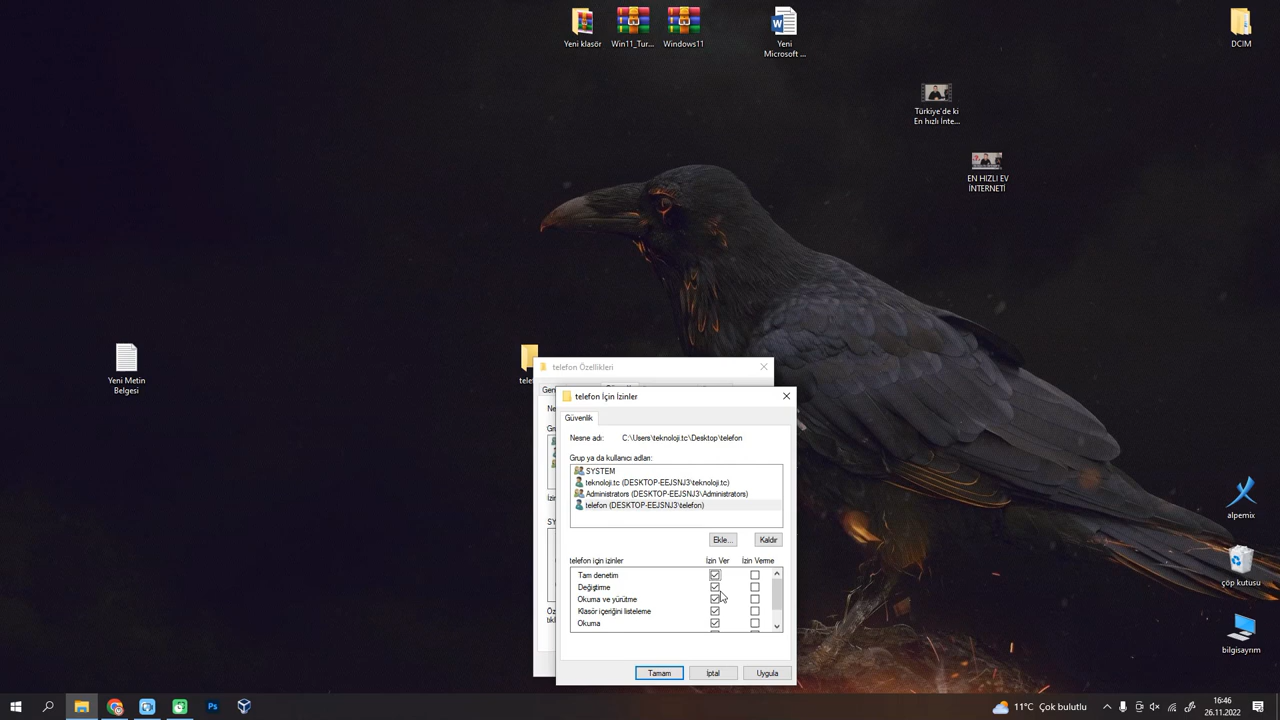 Yeni klasör
Win11_Tur...
Windows11
Yeni
Microsoft ...
DCIM
Türkiye'de ki
En hızlı İnte...
EN HIZLI EV
İNTERNETİ
Yeni Metin
Belgesi
telefon Özellikleri
telefon İçin İzinler
Güvenlik
Nesne adı: C:\Users\teknoloji.tc\Desktop\telefon
Grup ya da kullanıcı adları:
SYSTEM
teknoloji.tc (DESKTOP-EEJSNJ3\teknoloji.tc)
Administrators (DESKTOP-EEJSNJ3\Administrators)
telefon (DESKTOP-EEJSNJ3\telefon)
Ekle... Kaldır
telefon için izinler İzin Ver İzin Verme
Tam denetim
Değiştirme
Okuma ve yürütme
Klasör içeriğini listeleme
Okuma
Tamam İptal Uygula
alpemix
çöp kutusu
bilgisayrım
Ps
11°C Çok bulutlu
16:46
26.11.2022